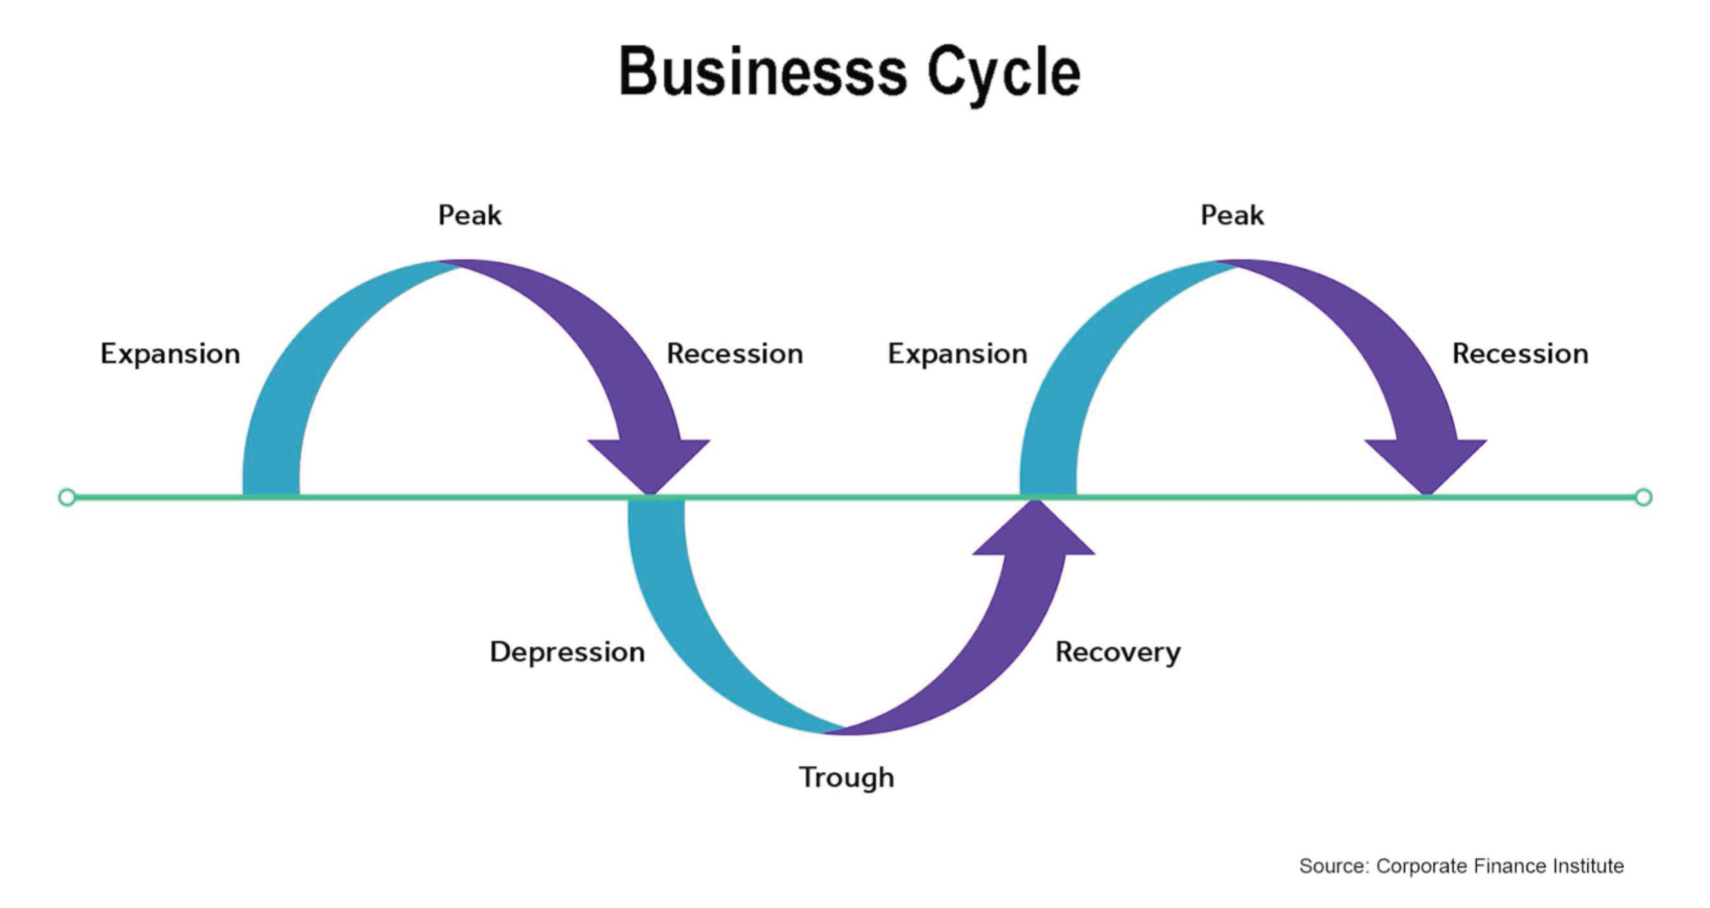 Businesss Cycle
Peak
Peak
Expansion
Recession
Expansion
Recession
Depression
Recovery
Trough
Source: Corporate Finance Institute